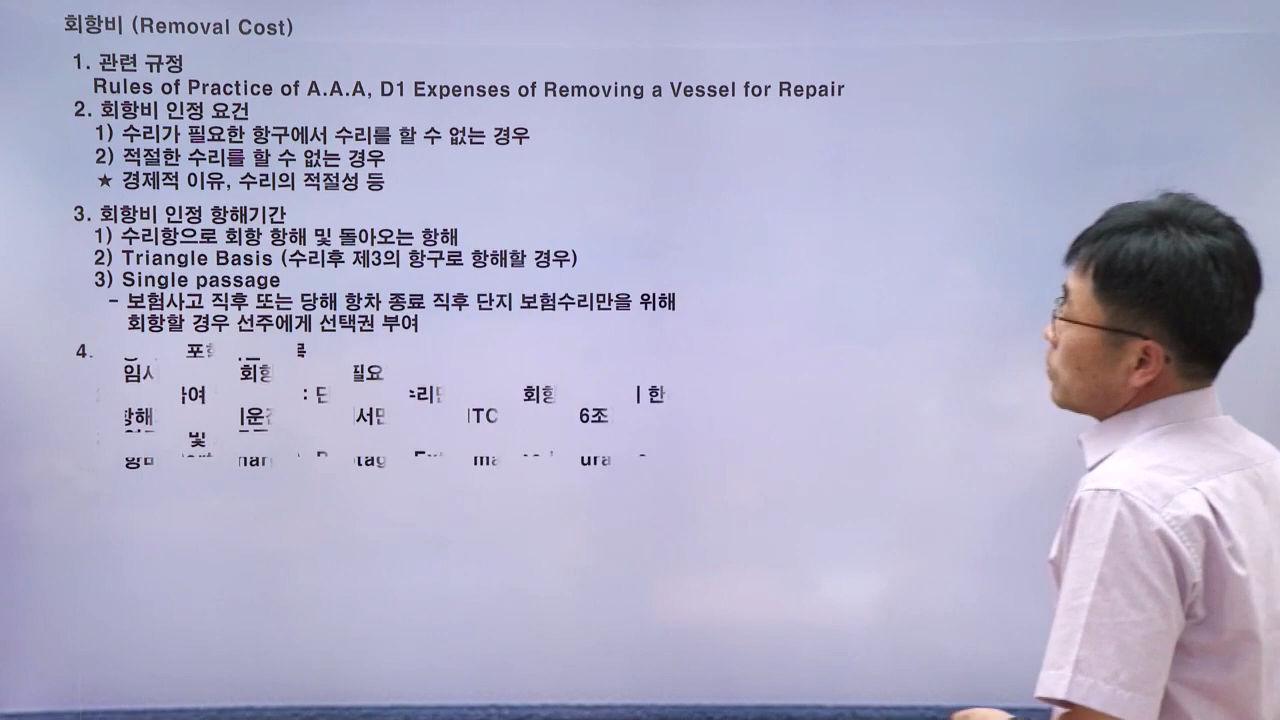 회항비 (Removal Cost)
1. 관련 규정
Rules of Practice of A.A.A, D1 Expenses of Removing a Vessel for Repair
2. 회항비 인정 요건
1) 수리가 필요한 항구에서 수리를 할 수 없는 경우
2) 적절한 수리를 할 수 없는 경우
★ 경제적 이유, 수리의 적절성 등
3. 회항비 인정 항해기간
1) 수리항으로 회항 항해 및 돌아오는 항해
2) Triangle Basis (수리후 제3의 항구로 항해할 경우)
3) Single passage
- 보험사고 직후 또는 당해 항차 종료 직후 단지 보험수리만을 위해
회항할 경우 선주에게 선택권 부여
4.
필요
6조
및